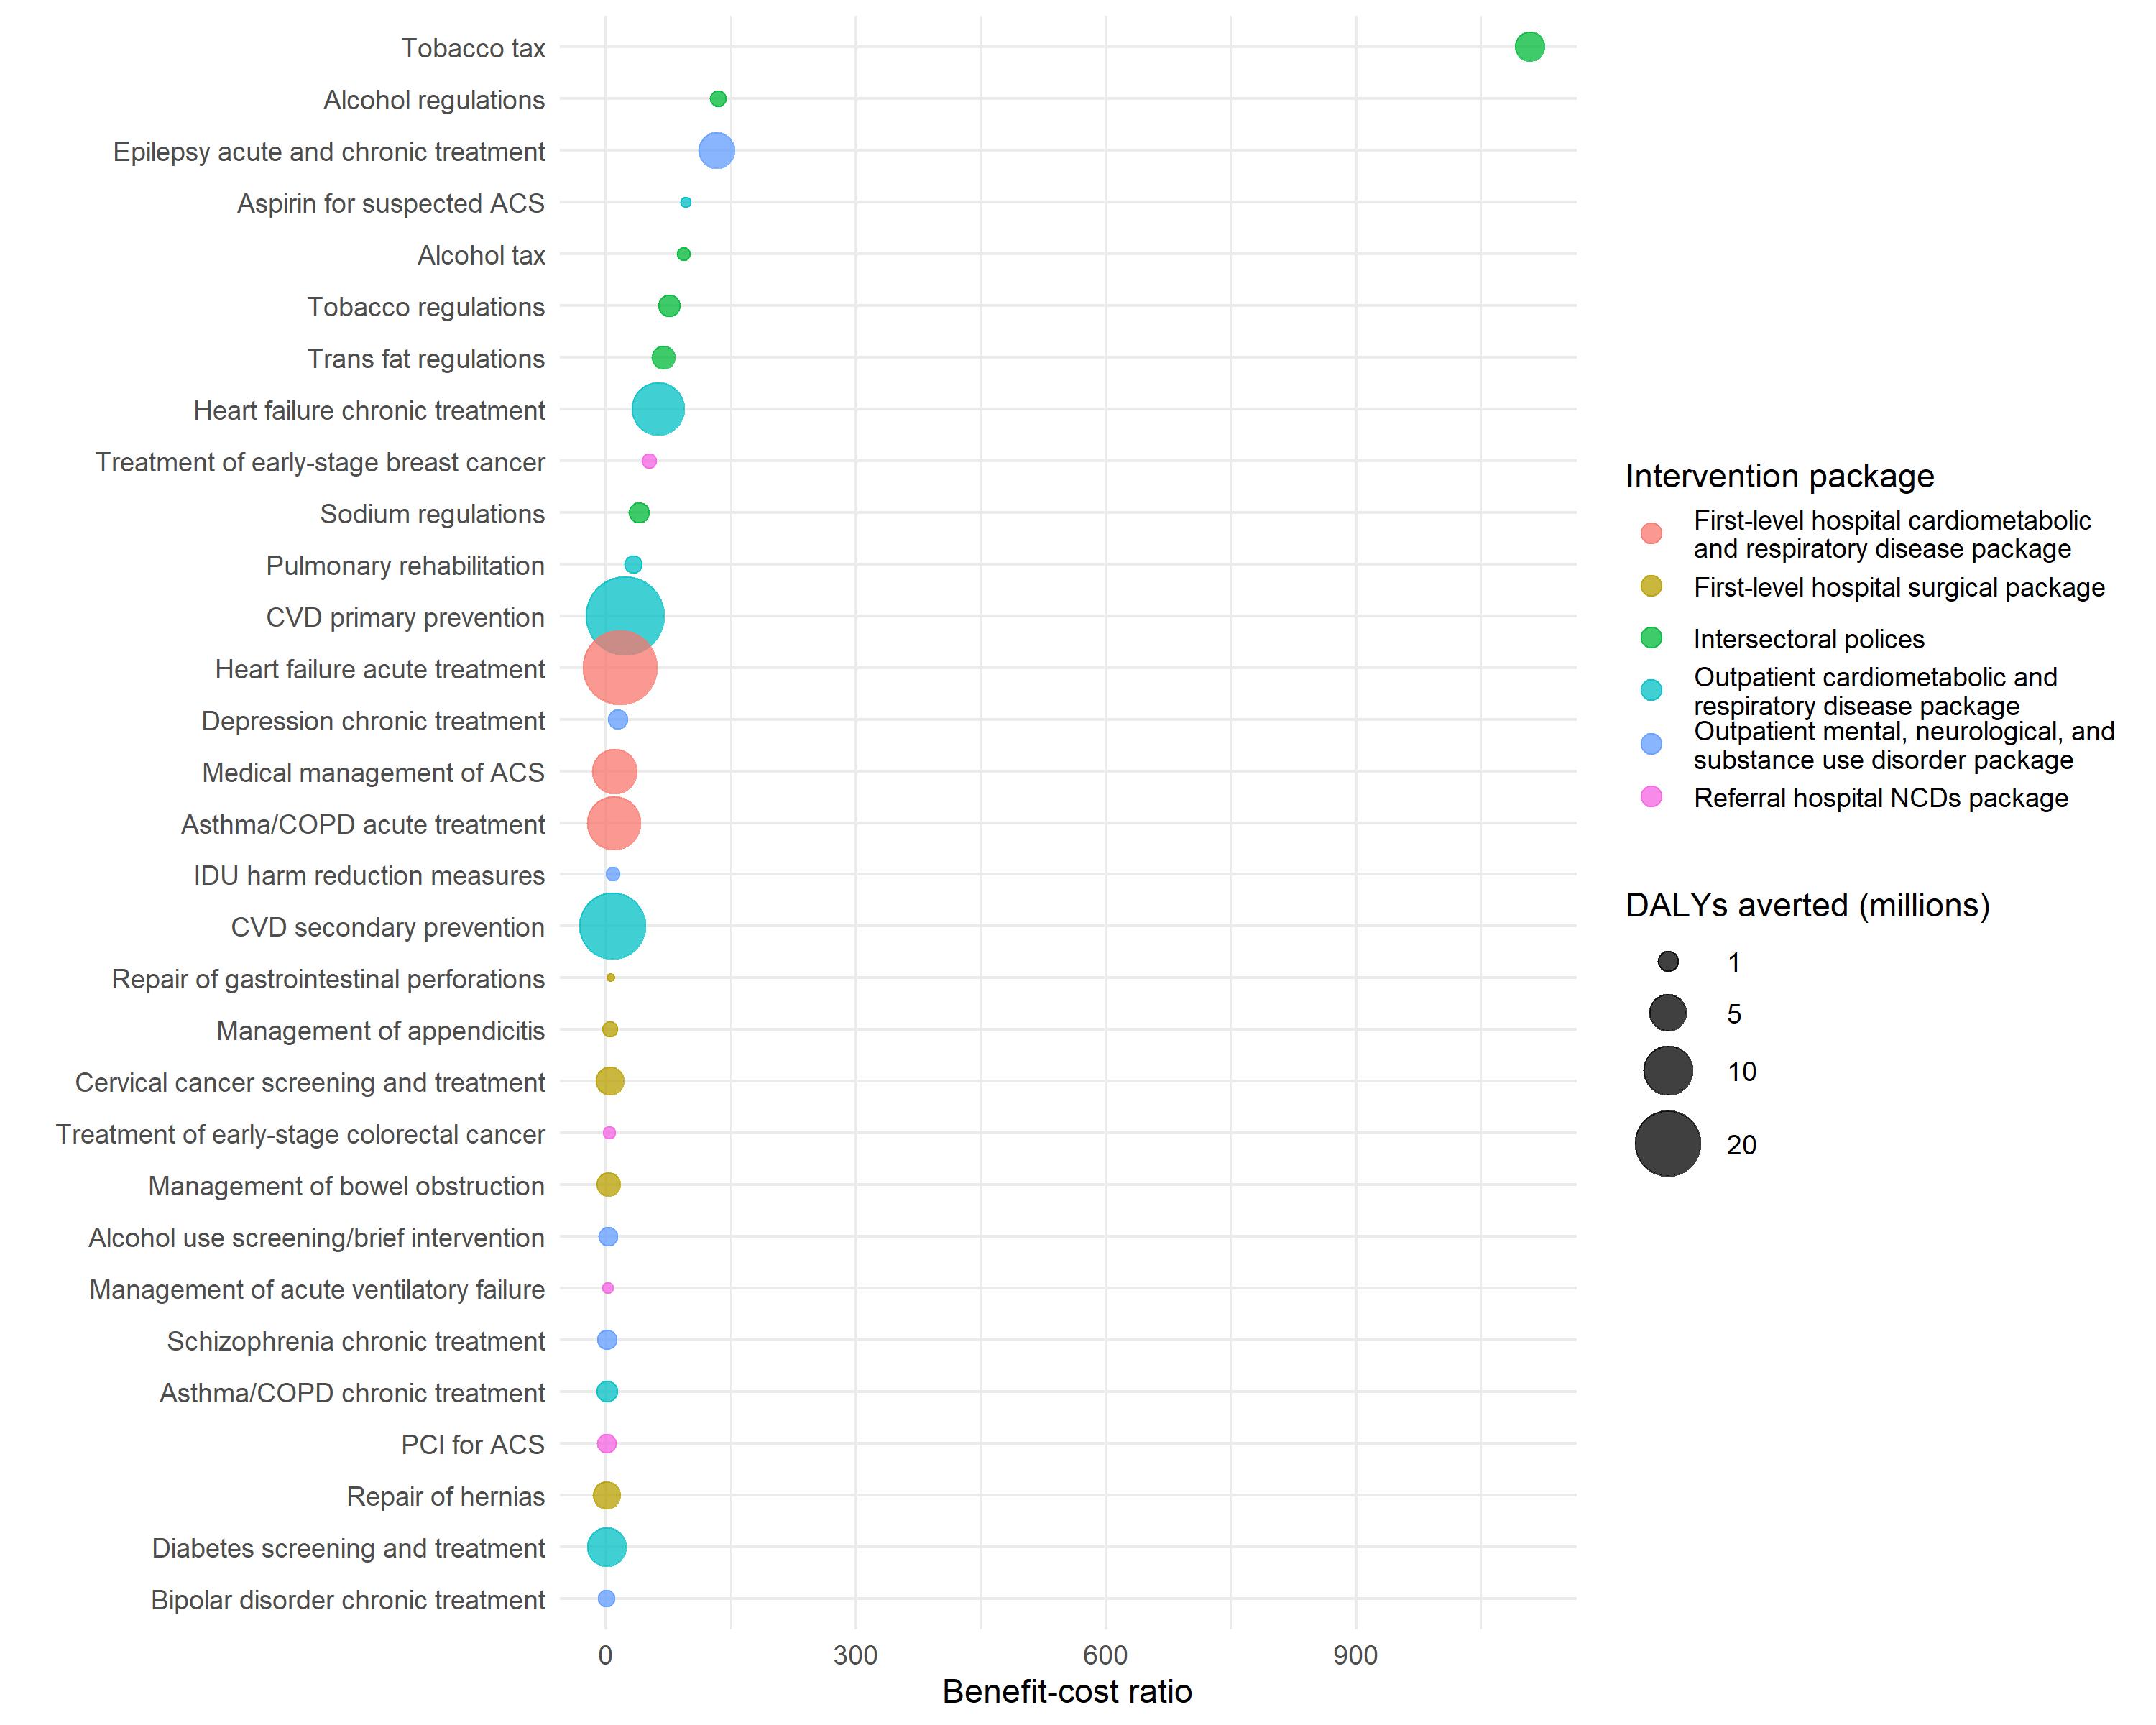 Tobacco tax
Alcohol regulations
Epilepsy acute and chronic treatment
Aspirin for suspected ACS
Alcohol tax
Tobacco regulations
Trans fat regulations
Heart failure chronic treatment
Treatment of early-stage breast cancer
Sodium regulations
Pulmonary rehabilitation
CVD primary prevention
Heart failure acute treatment
Depression chronic treatment
Medical management of ACS
Asthma/COPD acute treatment
IDU harm reduction measures
CVD secondary prevention
Repair of gastrointestinal perforations
Management of appendicitis
Cervical cancer screening and treatment
Treatment of early-stage colorectal cancer
Management of bowel obstruction
Alcohol use screening/brief intervention
Management of acute ventilatory failure
Schizophrenia chronic treatment
Asthma/COPD chronic treatment
PCI for ACS
Repair of hernias
Diabetes screening and treatment
Bipolar disorder chronic treatment
0 300 600 900
Benefit-cost ratio
Intervention package
First-level hospital cardiometabolic
and respiratory disease package
First-level hospital surgical package
Intersectoral polices
Outpatient cardiometabolic and
respiratory disease package
Outpatient mental, neurological, and
substance use disorder package
Referral hospital NCDs package
DALYs averted (millions)
1
5
10
20